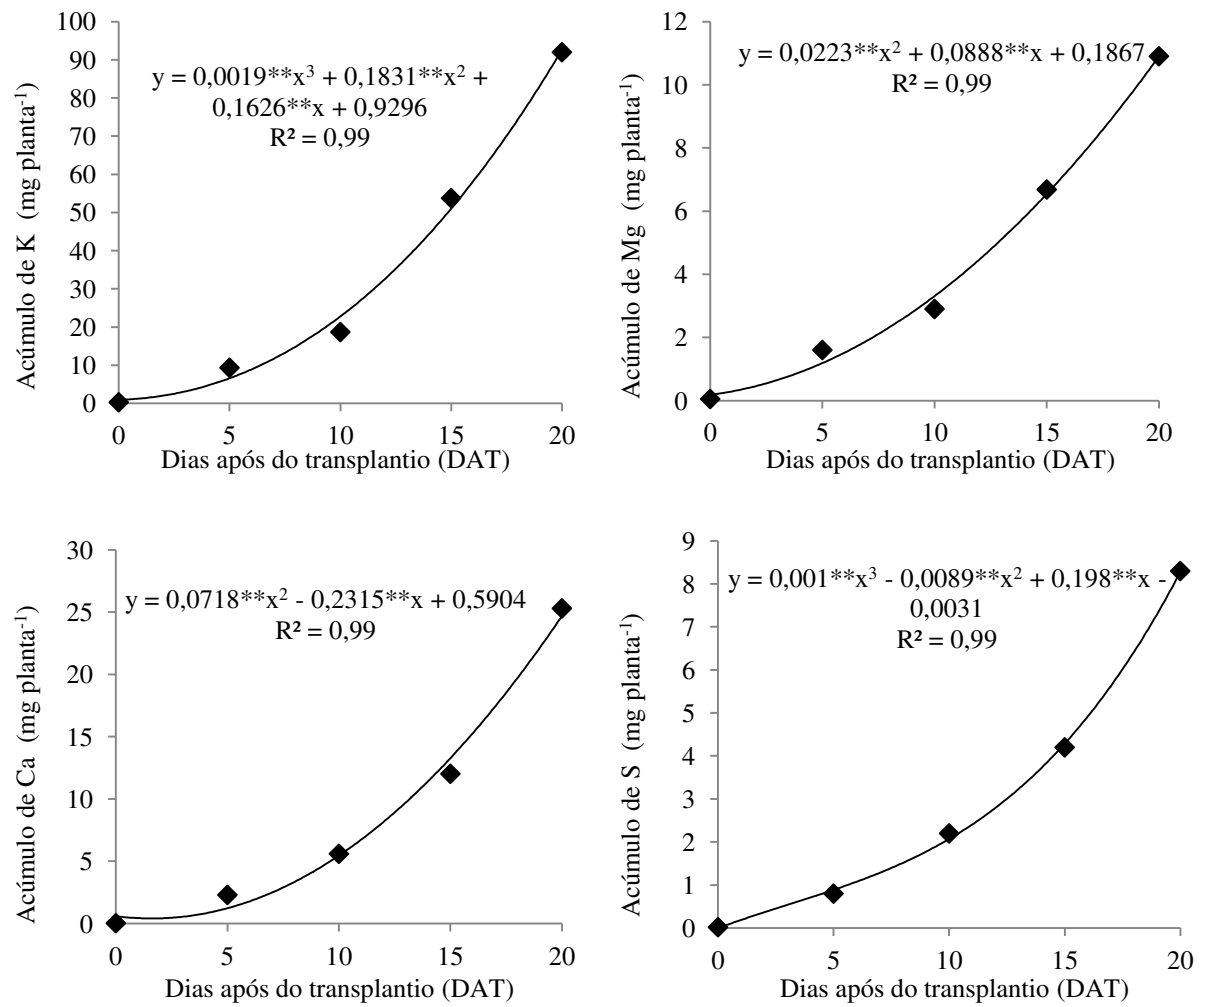 100
90
80
70
60
50
40
30
20
10
0
Acúmulo de K (mg planta⁻¹)
y = 0,0019**x³ + 0,1831**x² +
0,1626**x + 0,9296
R² = 0,99
0 5 10 15 20
Dias após do transplantio (DAT)
12
10
8
6
4
2
0
Acúmulo de Mg (mg planta⁻¹)
y = 0,0223**x² + 0,0888**x + 0,1867
R² = 0,99
0 5 10 15 20
Dias após do transplantio (DAT)
30
25
20
15
10
5
0
Acúmulo de Ca (mg planta⁻¹)
y = 0,0718**x² - 0,2315**x + 0,5904
R² = 0,99
0 5 10 15 20
Dias após do transplantio (DAT)
9
8
7
6
5
4
3
2
1
0
Acúmulo de S (mg planta⁻¹)
y = 0,001**x³ - 0,0089**x² + 0,198**x -
0,0031
R² = 0,99
0 5 10 15 20
Dias após do transplantio (DAT)